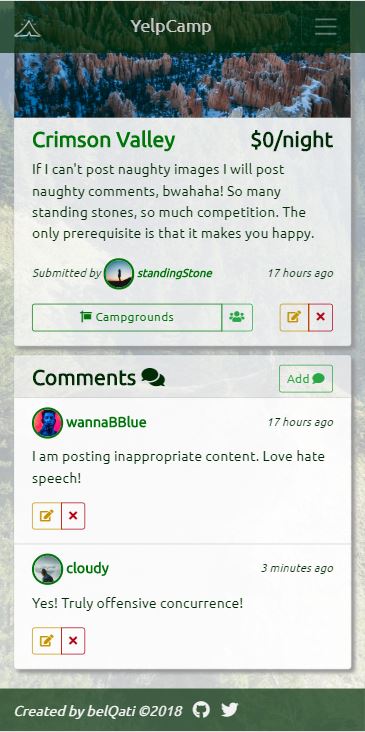 YelpCamp
Crimson Valley $0/night
If I can't post naughty images I will post
naughty comments, bwahaha! So many
standing stones, so much competition. The
only prerequisite is that it makes you happy.
Submitted by standingStone 17 hours ago
Campgrounds
Comments Add
wannaBBlue 17 hours ago
I am posting inappropriate content. Love hate
speech!
cloudy 3 minutes ago
Yes! Truly offensive concurrence!
Created by belQati ©2018